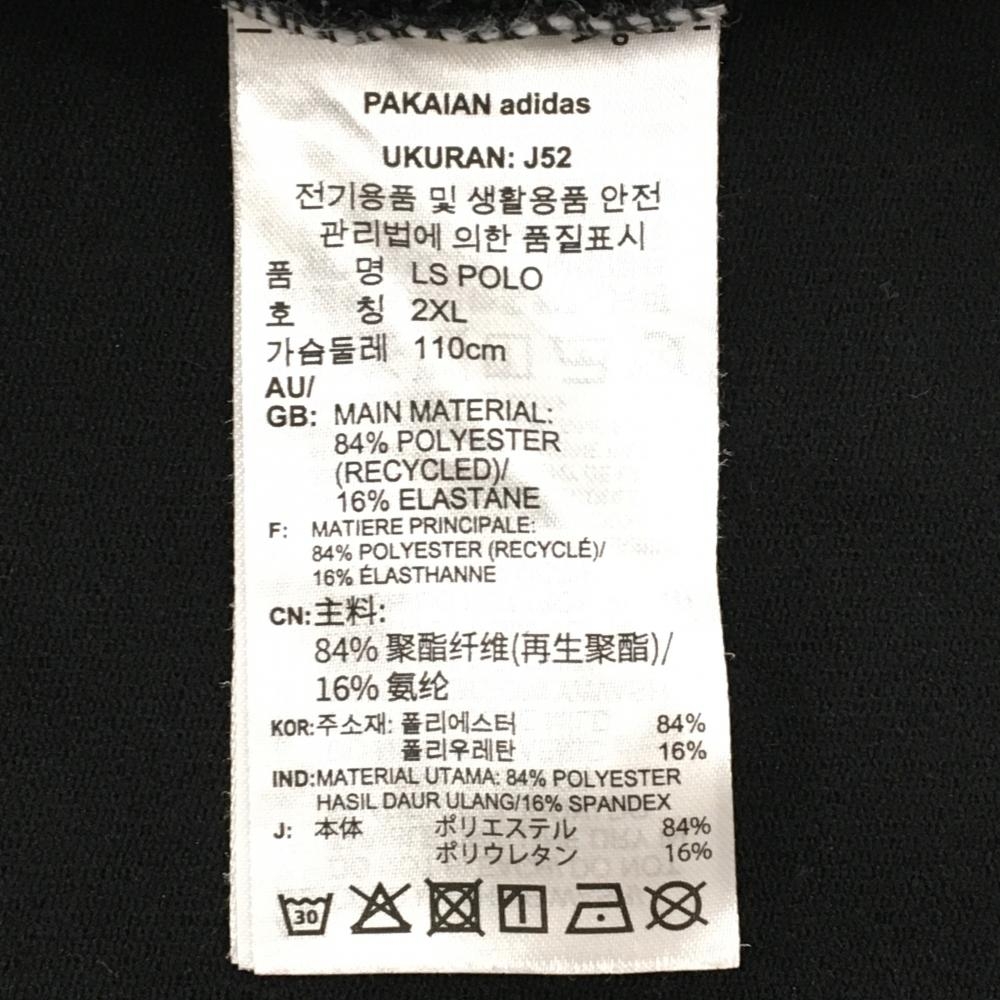 PAKAIAN adidas
UKURAN: J52
전기용품 및 생활용품 안전
관리법에 의한 품질표시
품 명 LS POLO
호 칭 2XL
가슴둘레 110cm
AU/
GB: MAIN MATERIAL:
84% POLYESTER
(RECYCLED)/
16% ELASTANE
F: MATIERE PRINCIPALE:
84% POLYESTER (RECYCLÉ)/
16% ÉLASTHANNE
CN:主料:
84% 聚酯纤维(再生聚酯)/
16% 氨纶
KOR:주소재: 폴리에스터 84%
폴리우레탄 16%
IND:MATERIAL UTAMA: 84% POLYESTER
HASIL DAUR ULANG/16% SPANDEX
J: 本体 ポリエステル 84%
ポリウレタン 16%
30